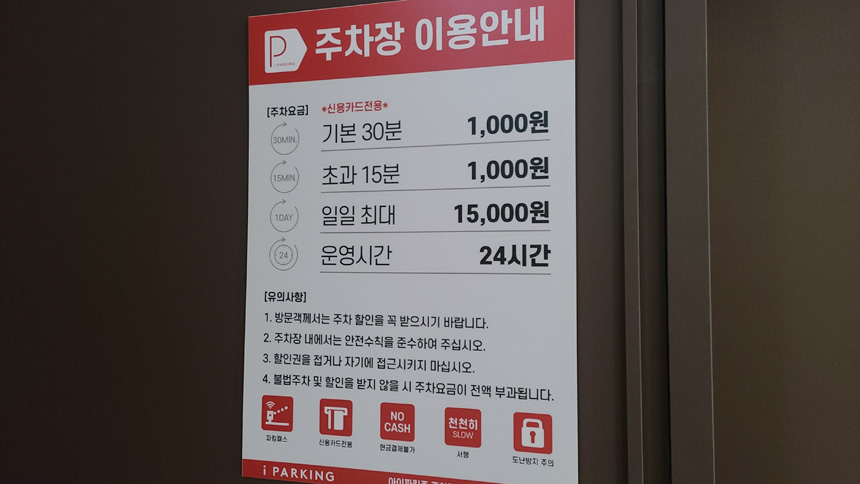 P
i PARKING
주차장 이용안내
[주차요금] *신용카드전용*
30MIN. 기본 30분 1,000원
15MIN. 초과 15분 1,000원
1DAY 일일 최대 15,000원
24 운영시간 24시간
[유의사항]
1. 방문객께서는 주차 할인을 꼭 받으시기 바랍니다.
2. 주차장 내에서는 안전수칙을 준수하여 주십시오.
3. 할인권을 접거나 자기에 접근시키지 마십시오.
4. 불법주차 및 할인을 받지 않을 시 주차요금이 전액 부과됩니다.
NO
CASH
천천히
SLOW
파킹패스 신용카드전용 현금결제불가 서행 도난방지 주의
i PARKING